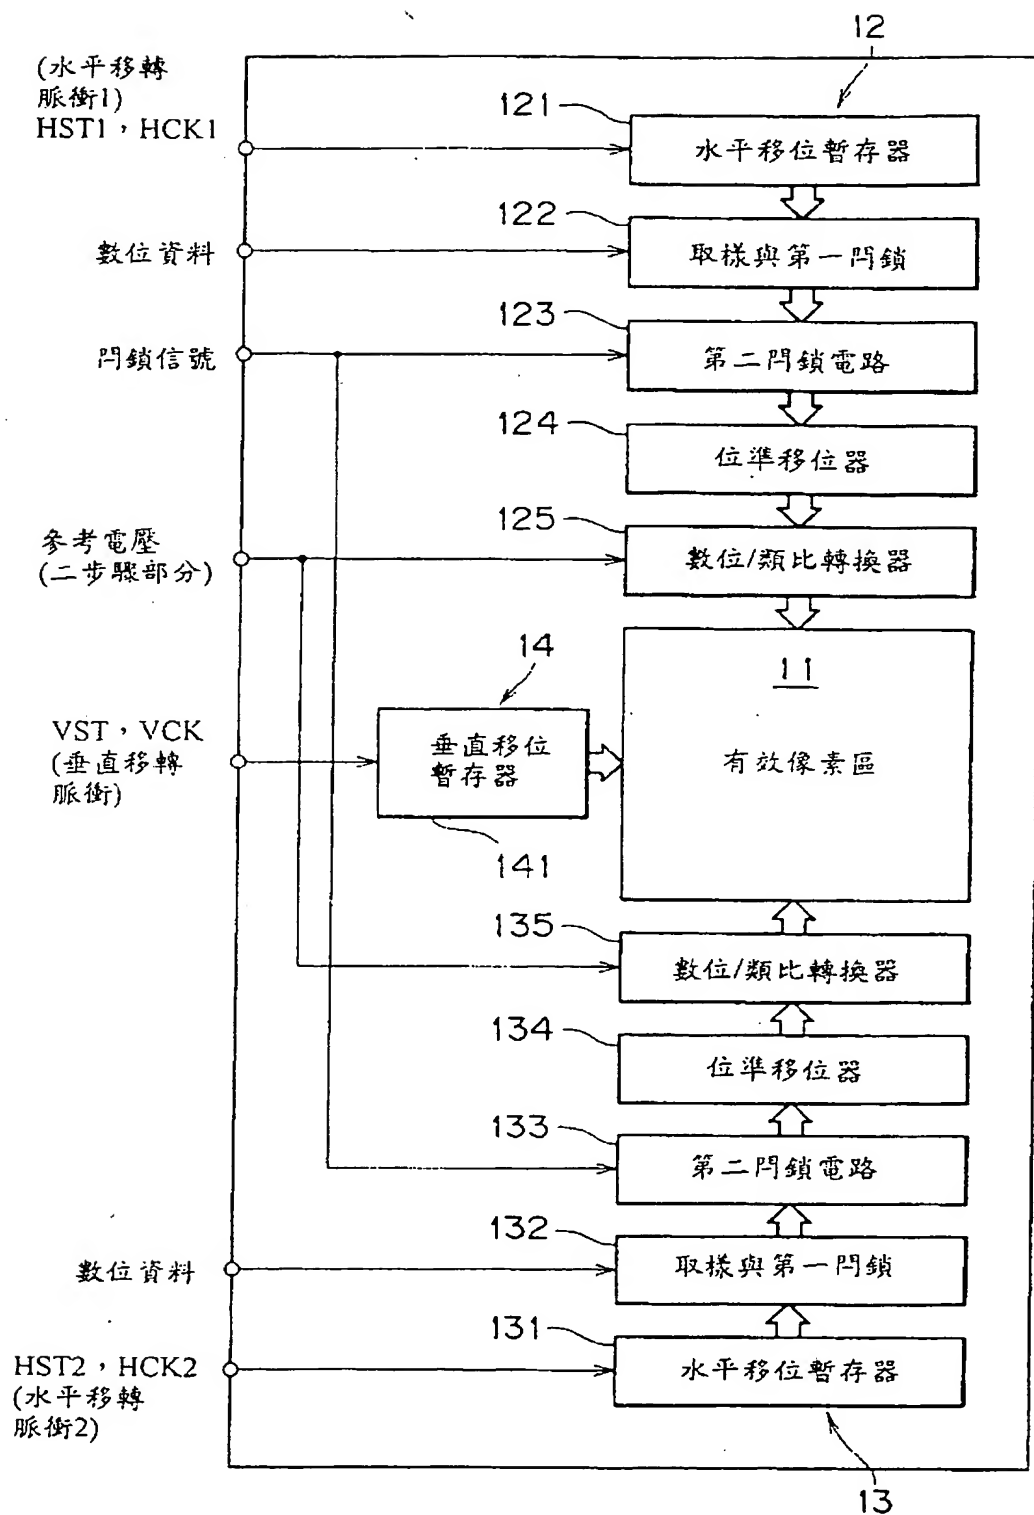 12
(水平移轉
脈衝1)
HST1，HCK1
121
水平移位暫存器
122
數位資料
取樣與第一閂鎖
123
閂鎖信號
第二閂鎖電路
124
位準移位器
125
參考電壓
(二步驟部分)
數位/類比轉換器
14
11
VST，VCK
(垂直移轉
脈衝)
垂直移位
暫存器
有效像素區
141
135
數位/類比轉換器
134
位準移位器
133
第二閂鎖電路
132
數位資料
取樣與第一閂鎖
131
HST2，HCK2
(水平移轉
脈衝2)
水平移位暫存器
13